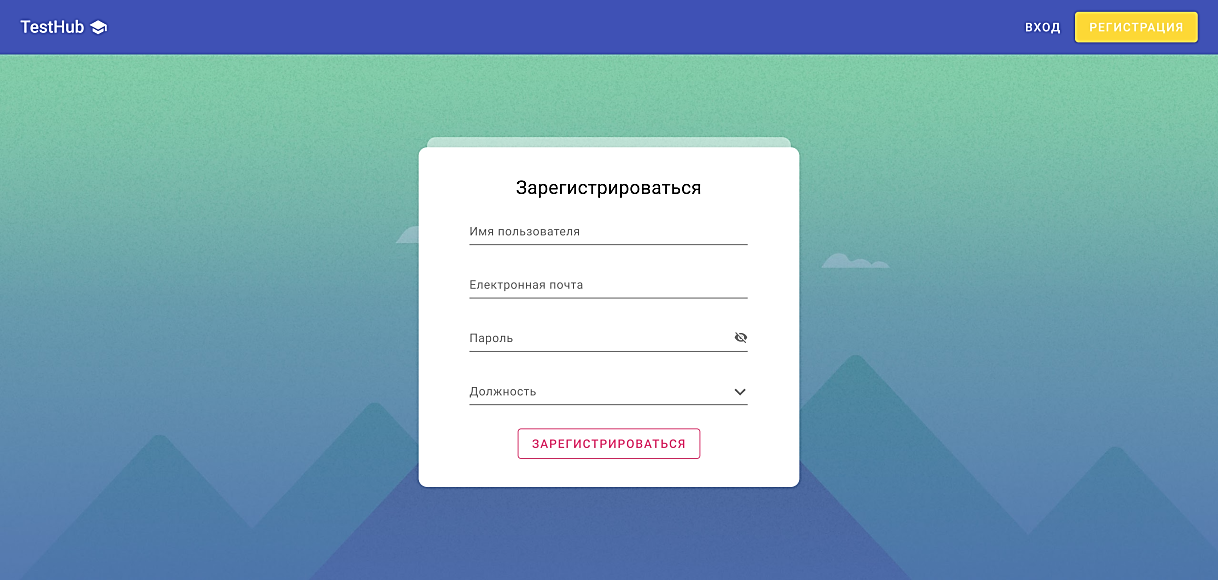 TestHub
ВХОД
РЕГИСТРАЦИЯ
Зарегистрироваться
Имя пользователя
Електронная почта
Пароль
Должность
ЗАРЕГИСТРИРОВАТЬСЯ